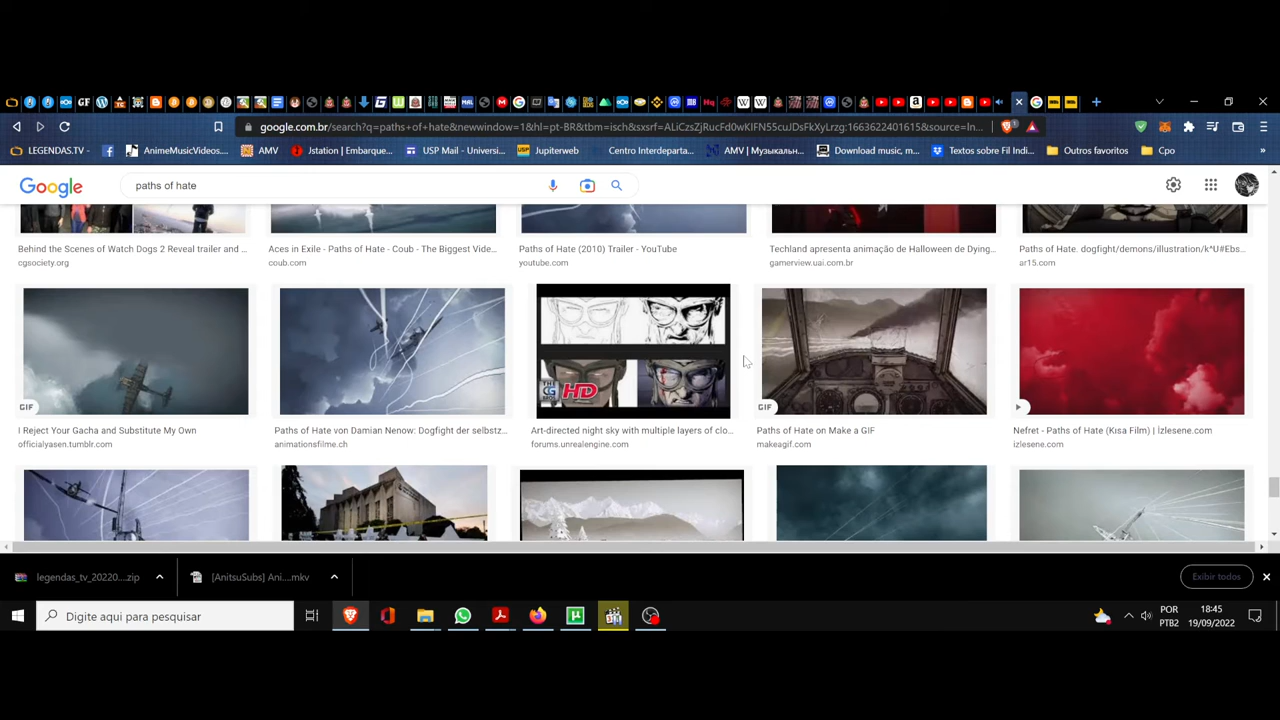 google.com.br/search?q=paths+of+hate&newwindow=1&hl=pt-BR&tbm=isch&sxsrf=ALiCzsZjRucFd0wKIFN55cuJDsFkXyLrzg:1663622401615&source=ln...
LEGENDAS.TV -
AnimeMusicVideos...
AMV
Jstation | Embarque...
USP Mail - Universi...
Jupiterweb
Centro Interdeparta...
AMV | Музыкальн...
Download music, m...
Textos sobre Fil Indi...
Outros favoritos
Cpo
Google
paths of hate
Behind the Scenes of Watch Dogs 2 Reveal trailer and ...
cgsociety.org
Aces in Exile - Paths of Hate - Coub - The Biggest Vide...
coub.com
Paths of Hate (2010) Trailer - YouTube
youtube.com
Techland apresenta animação de Halloween de Dying...
gamerview.uai.com.br
Paths of Hate. dogfight/demons/illustration/k^U#Ebs...
ar15.com
GIF
THE CG BROS HD
GIF
I Reject Your Gacha and Substitute My Own
officialyasen.tumblr.com
Paths of Hate von Damian Nenow: Dogfight der selbstz...
animationsfilme.ch
Art-directed night sky with multiple layers of clo...
forums.unrealengine.com
Paths of Hate on Make a GIF
makeagif.com
Nefret - Paths of Hate (Kısa Film) | İzlesene.com
izlesene.com
legendas_tv_20220....zip
[AnitsuSubs] Ani....mkv
Exibir todos
Digite aqui para pesquisar
POR
PTB2
18:45
19/09/2022